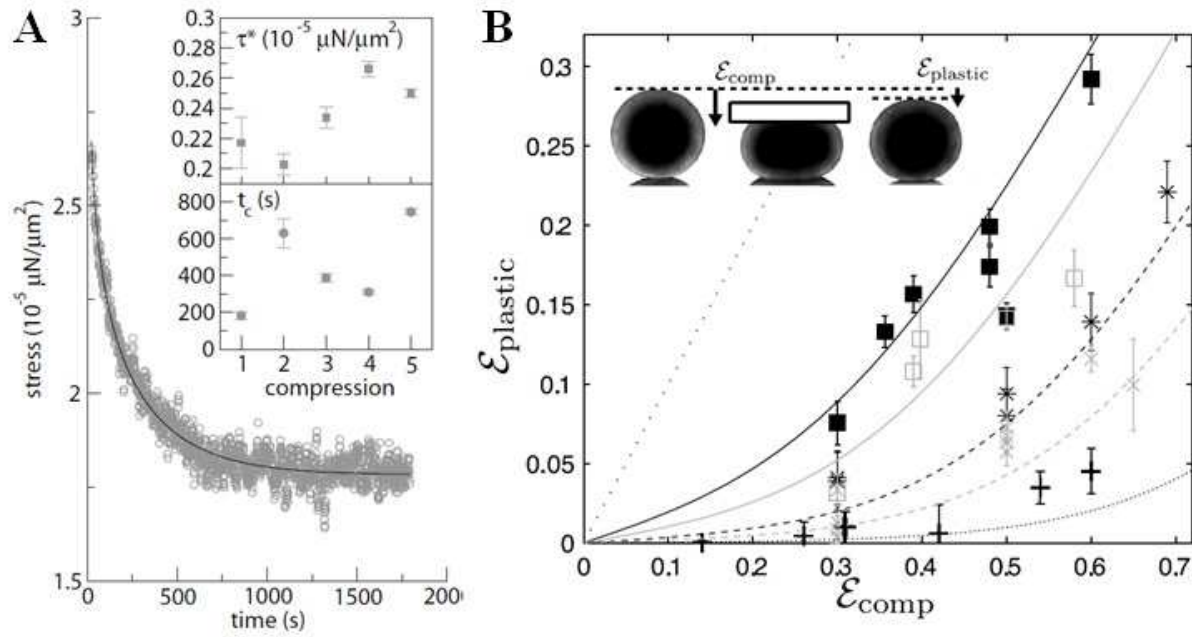 A
B
0.3
0.28
0.26
0.24
0.22
0.2
τ* (10⁻⁵ µN/µm²)
800
600
400
200
0
t_c (s)
1 2 3 4 5
compression
3
2.5
2
1.5
stress (10⁻⁵ µN/µm²)
0 500 1000 1500 200
time (s)
0.3
0.25
0.2
0.15
0.1
0.05
0
ε_plastic
ε_comp
ε_plastic
0 0.1 0.2 0.3 0.4 0.5 0.6 0.7
ε_comp